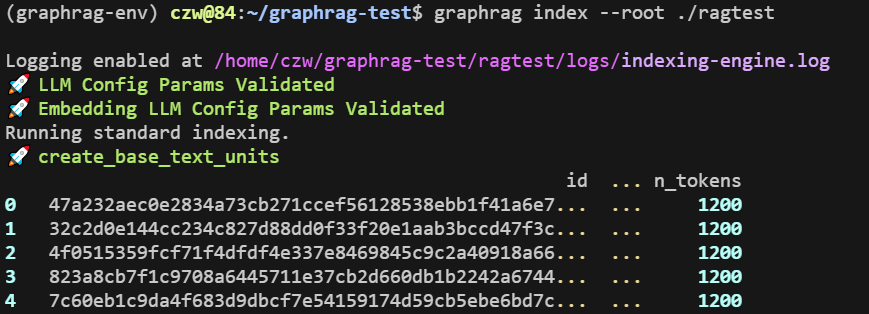 (graphrag-env) czw@84:~/graphrag-test$ graphrag index --root ./ragtest
Logging enabled at /home/czw/graphrag-test/ragtest/logs/indexing-engine.log
🚀 LLM Config Params Validated
🚀 Embedding LLM Config Params Validated
Running standard indexing.
🚀 create_base_text_units
id ... n_tokens
0 47a232aec0e2834a73cb271ccef56128538ebb1f41a6e7... ... 1200
1 32c2d0e144cc234c827d88dd0f33f20e1aab3bccd47f3c... ... 1200
2 4f0515359fcf71f4dfdf4e337e8469845c9c2a40918a66... ... 1200
3 823a8cb7f1c9708a6445711e37cb2d660db1b2242a6744... ... 1200
4 7c60eb1c9da4f683d9dbcf7e54159174d59cb5ebe6bd7c... ... 1200